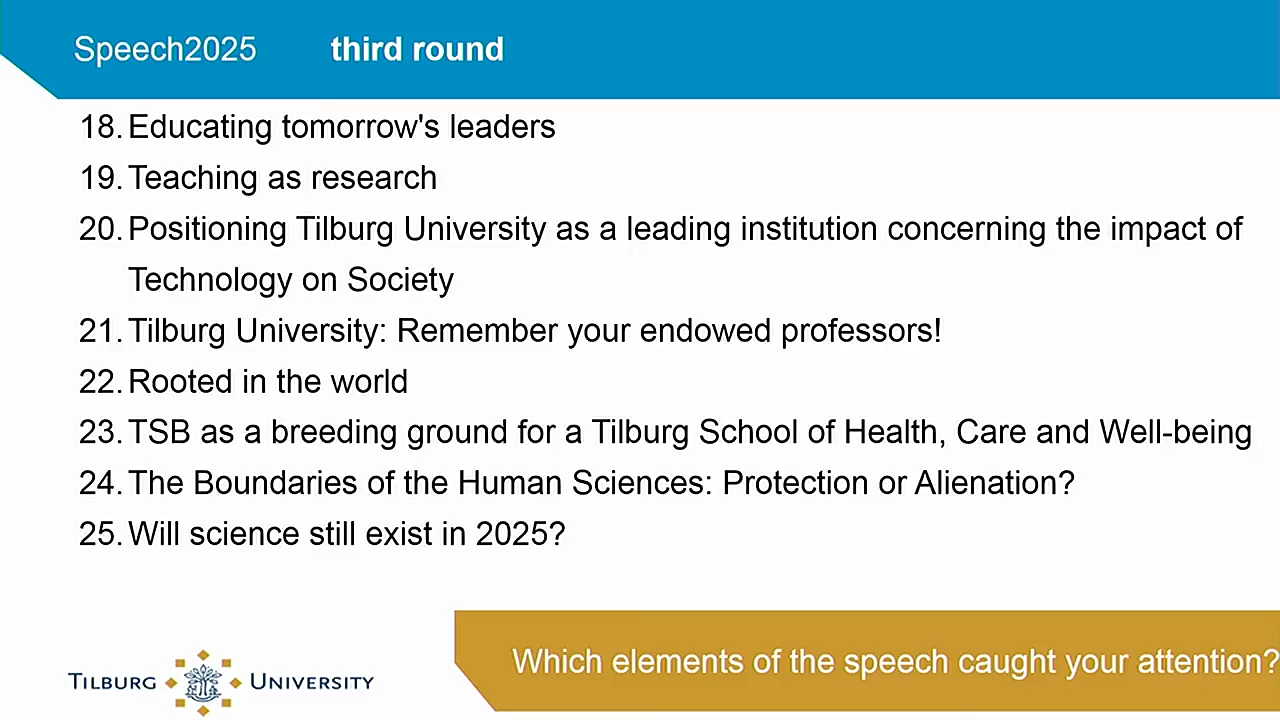 Speech2025 third round
18. Educating tomorrow's leaders
19. Teaching as research
20. Positioning Tilburg University as a leading institution concerning the impact of
Technology on Society
21. Tilburg University: Remember your endowed professors!
22. Rooted in the world
23. TSB as a breeding ground for a Tilburg School of Health, Care and Well-being
24. The Boundaries of the Human Sciences: Protection or Alienation?
25. Will science still exist in 2025?
Which elements of the speech caught your attention?
TILBURG UNIVERSITY